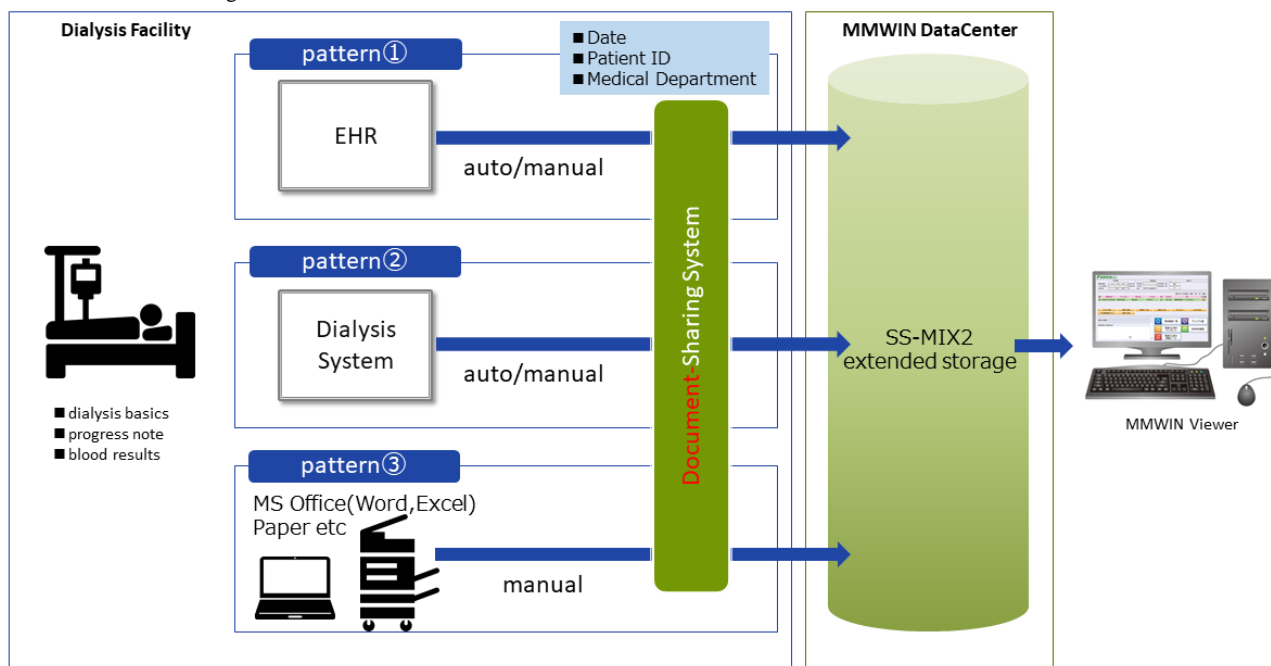 Dialysis Facility
MMWIN DataCenter
■ Date
■ Patient ID
■ Medical Department
pattern①
EHR
auto/manual
pattern②
Dialysis
System
auto/manual
Document-Sharing System
SS-MIX2
extended storage
MMWIN Viewer
■ dialysis basics
■ progress note
■ blood results
pattern③
MS Office(Word,Excel)
Paper etc
manual